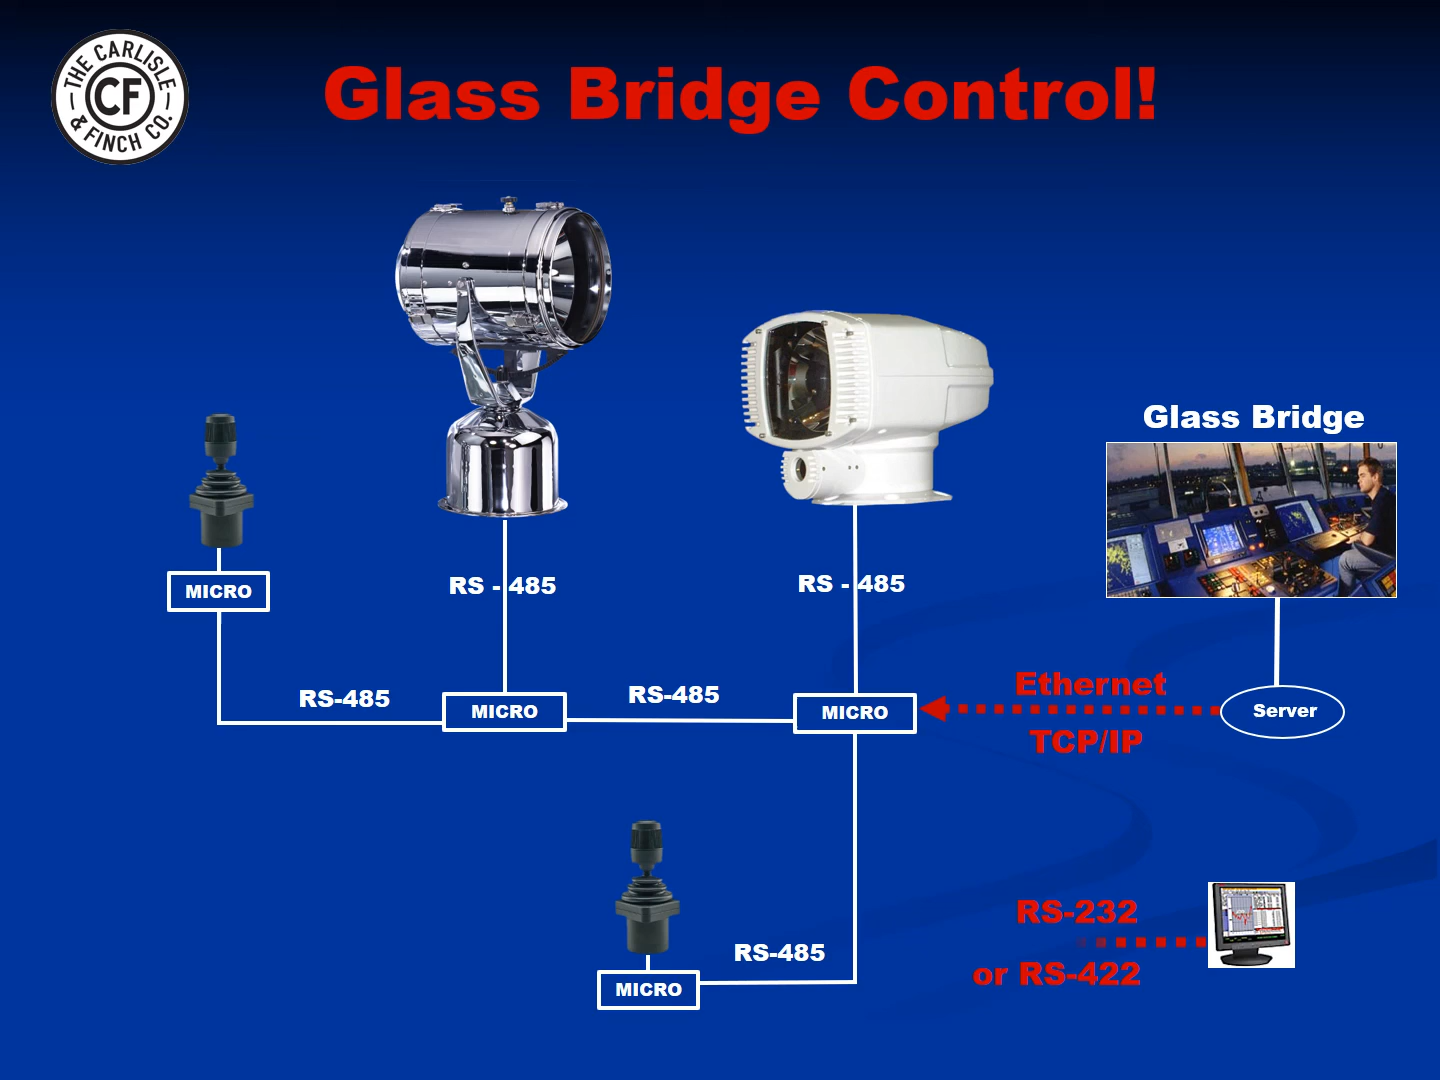 THE CARLISLE
CF
& FINCH CO.
Glass Bridge Control!
Glass Bridge
MICRO
RS - 485
RS - 485
RS-485
RS-485
MICRO
MICRO
Ethernet
TCP/IP
Server
RS-232
or RS-422
RS-485
MICRO